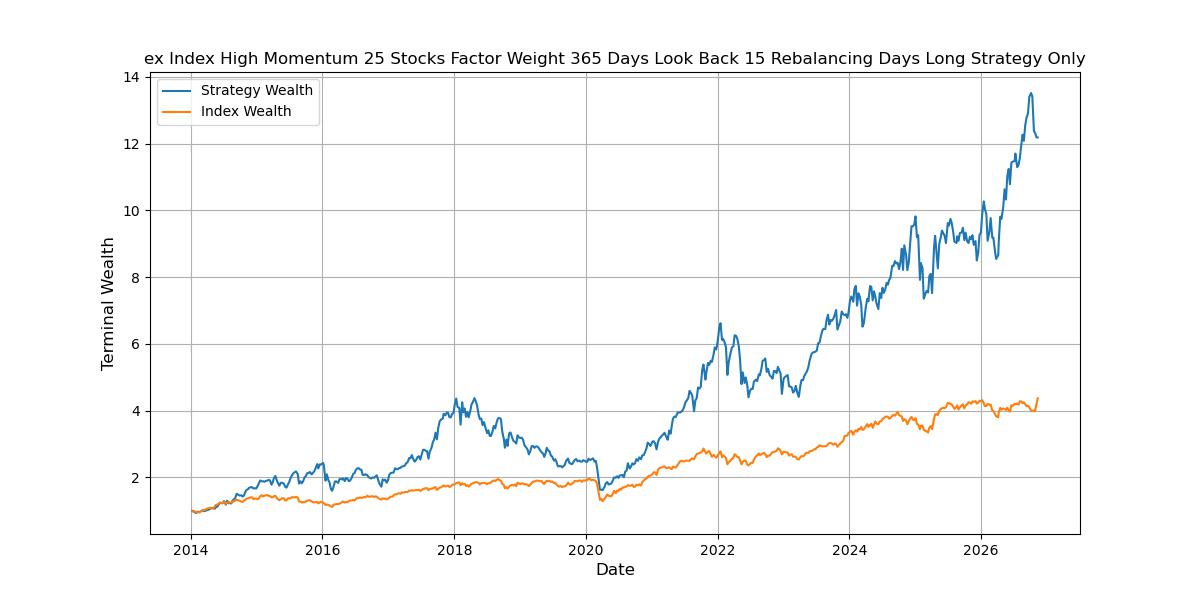 ex Index High Momentum 25 Stocks Factor Weight 365 Days Look Back 15 Rebalancing Days Long Strategy Only
Strategy Wealth
Index Wealth
Terminal Wealth
14
12
10
8
6
4
2
2014 2016 2018 2020 2022 2024 2026
Date